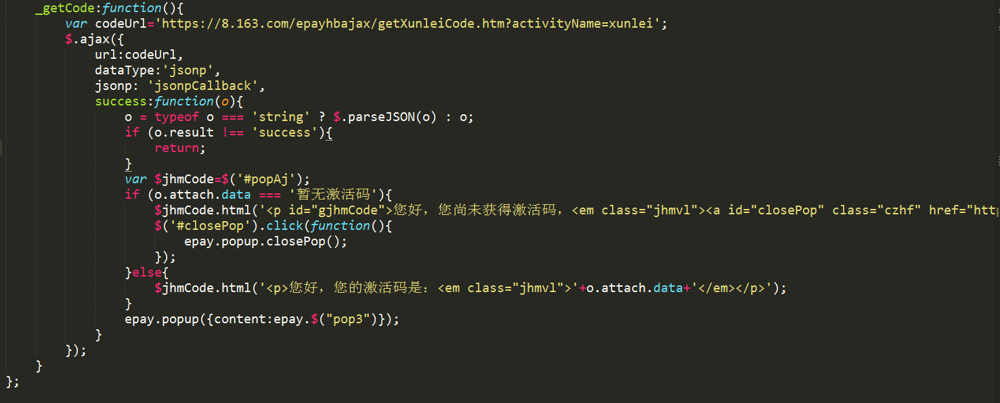 _getCode:function(){
var codeUrl='https://8.163.com/epayhbajax/getXunleiCode.htm?activityName=xunlei';
$.ajax({
url:codeUrl,
dataType:'jsonp',
jsonp: 'jsonpCallback',
success:function(o){
o = typeof o === 'string' ? $.parseJSON(o) : o;
if (o.result !== 'success'){
return;
}
var $jhmCode=$('#popAj');
if (o.attach.data === '暂无激活码'){
$jhmCode.html('<p id="gjhmCode">您好，您尚未获得激活码，<em class="jhmvl"><a id="closePop" class="czhf" href="htt
$('#closePop').click(function(){
epay.popup.closePop();
});
}else{
$jhmCode.html('<p>您好，您的激活码是：<em class="jhmvl">'+o.attach.data+'</em></p>');
}
epay.popup({content:epay.$("pop3")});
}
});
}
};